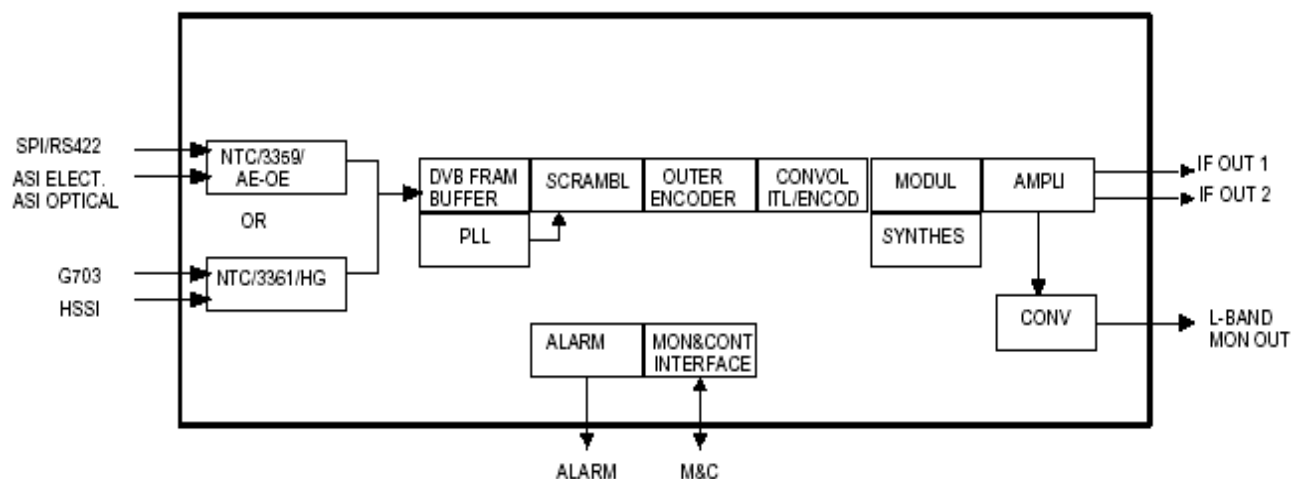 SPI/RS422
ASI ELECT.
ASI OPTICAL
NTC/3359/
AE-OE
OR
G703
HSSI
NTC/3361/HG
DVB FRAM
BUFFER
PLL
SCRAMBL
OUTER
ENCODER
CONVOL
ITL/ENCOD
MODUL
SYNTHES
AMPLI
IF OUT 1
IF OUT 2
CONV
L-BAND
MON OUT
ALARM
MON&CONT
INTERFACE
ALARM
M&C